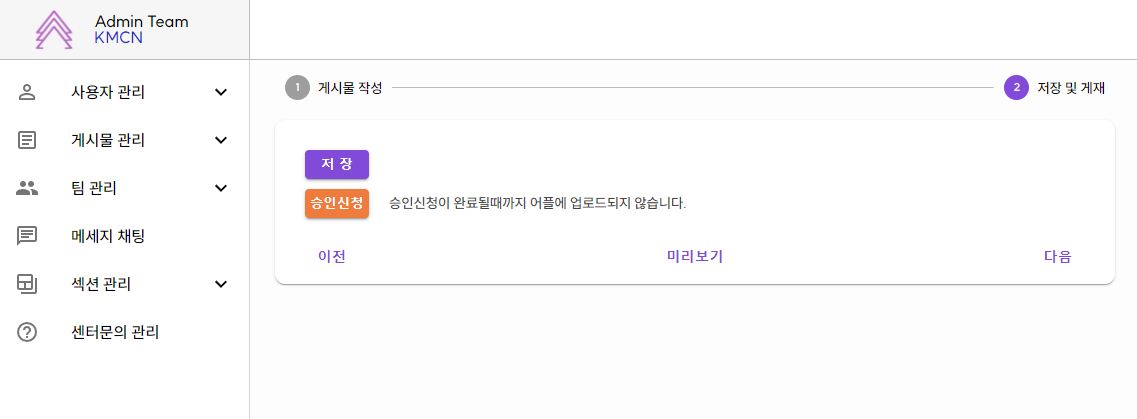 Admin Team
KMCN
사용자 관리
게시물 관리
팀 관리
메세지 채팅
섹션 관리
센터문의 관리
1 게시물 작성
2 저장 및 게재
저 장
승인신청 승인신청이 완료될때까지 어플에 업로드되지 않습니다.
이전 미리보기 다음